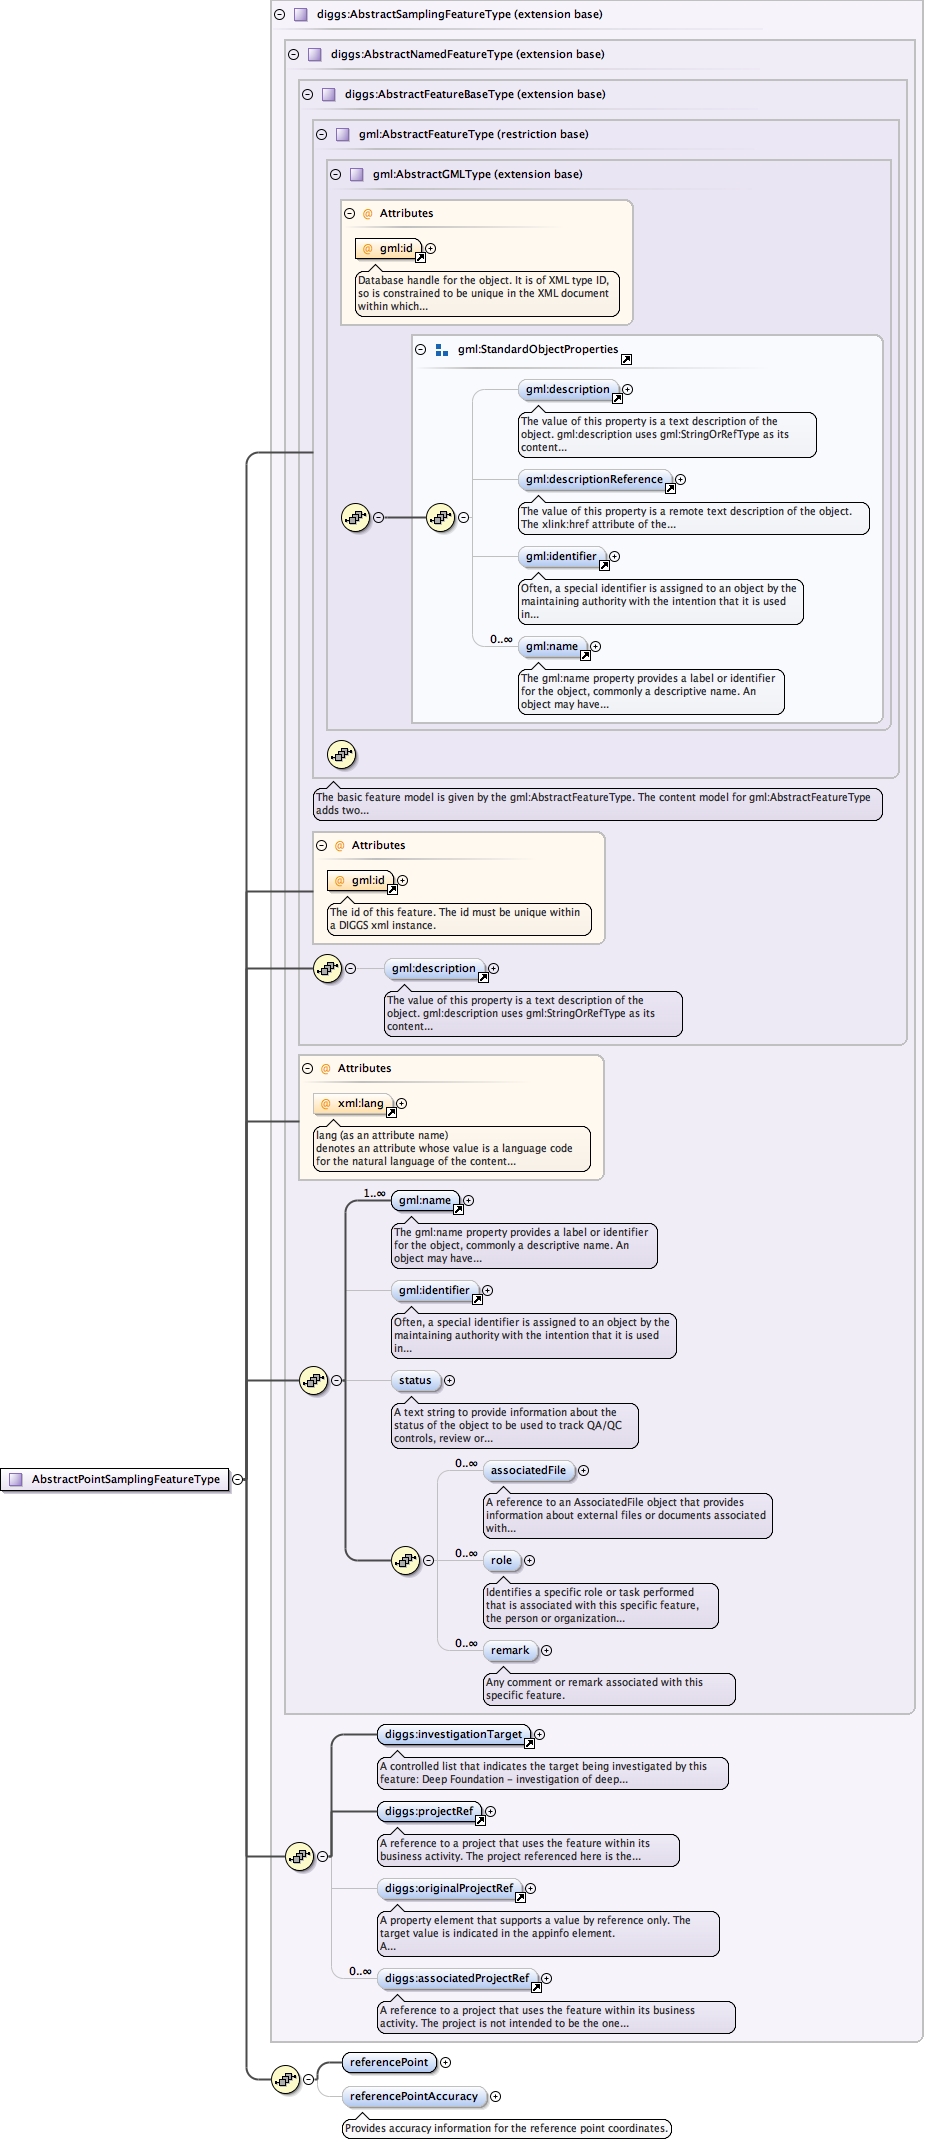 diggs:AbstractSamplingFeatureType (extension base)
diggs:AbstractNamedFeatureType (extension base)
diggs:AbstractFeatureBaseType (extension base)
gml:AbstractFeatureType (restriction base)
gml:AbstractGMLType (extension base)
@ Attributes
@ gml:id
Database handle for the object. It is of XML type ID,
so is constrained to be unique in the XML document
within which...
gml:StandardObjectProperties
gml:description
The value of this property is a text description of the
object. gml:description uses gml:StringOrRefType as its
content...
gml:descriptionReference
The value of this property is a remote text description of the object.
The xlink:href attribute of the...
gml:identifier
Often, a special identifier is assigned to an object by the
maintaining authority with the intention that it is used
in...
0..∞ gml:name
The gml:name property provides a label or identifier
for the object, commonly a descriptive name. An
object may have...
The basic feature model is given by the gml:AbstractFeatureType. The content model for gml:AbstractFeatureType
adds two...
@ Attributes
@ gml:id
The id of this feature. The id must be unique within
a DIGGS xml instance.
gml:description
The value of this property is a text description of the
object. gml:description uses gml:StringOrRefType as its
content...
@ Attributes
@ xml:lang
lang (as an attribute name)
denotes an attribute whose value is a language code
for the natural language of the content...
1..∞ gml:name
The gml:name property provides a label or identifier
for the object, commonly a descriptive name. An
object may have...
gml:identifier
Often, a special identifier is assigned to an object by the
maintaining authority with the intention that it is used
in...
status
A text string to provide information about the
status of the object to be used to track QA/QC
controls, review or...
0..∞ associatedFile
AbstractPointSamplingFeatureType
A reference to an AssociatedFile object that provides
information about external files or documents associated
with...
0..∞ role
Identifies a specific role or task performed
that is associated with this specific feature,
the person or organization...
0..∞ remark
Any comment or remark associated with this
specific feature.
diggs:investigationTarget
A controlled list that indicates the target being investigated by this
feature: Deep Foundation – investigation of deep...
diggs:projectRef
A reference to a project that uses the feature within its
business activity. The project referenced here is the...
diggs:originalProjectRef
A property element that supports a value by reference only. The
target value is indicated in the appinfo element.
A...
0..∞ diggs:associatedProjectRef
A reference to a project that uses the feature within its business
activity. The project is not intended to be the one...
referencePoint
referencePointAccuracy
Provides accuracy information for the reference point coordinates.